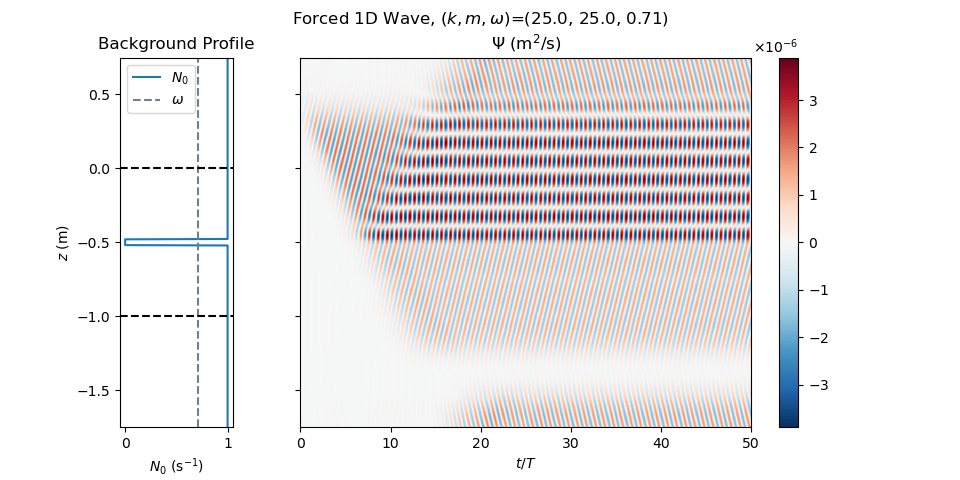 Forced 1D Wave, (k, m, ω)=(25.0, 25.0, 0.71)
Background Profile
Ψ (m²/s)
×10⁻⁶
N₀
ω
0.5
0.0
−0.5
−1.0
−1.5
z (m)
0 1
N₀ (s⁻¹)
0 10 20 30 40 50
t/T
3
2
1
0
−1
−2
−3